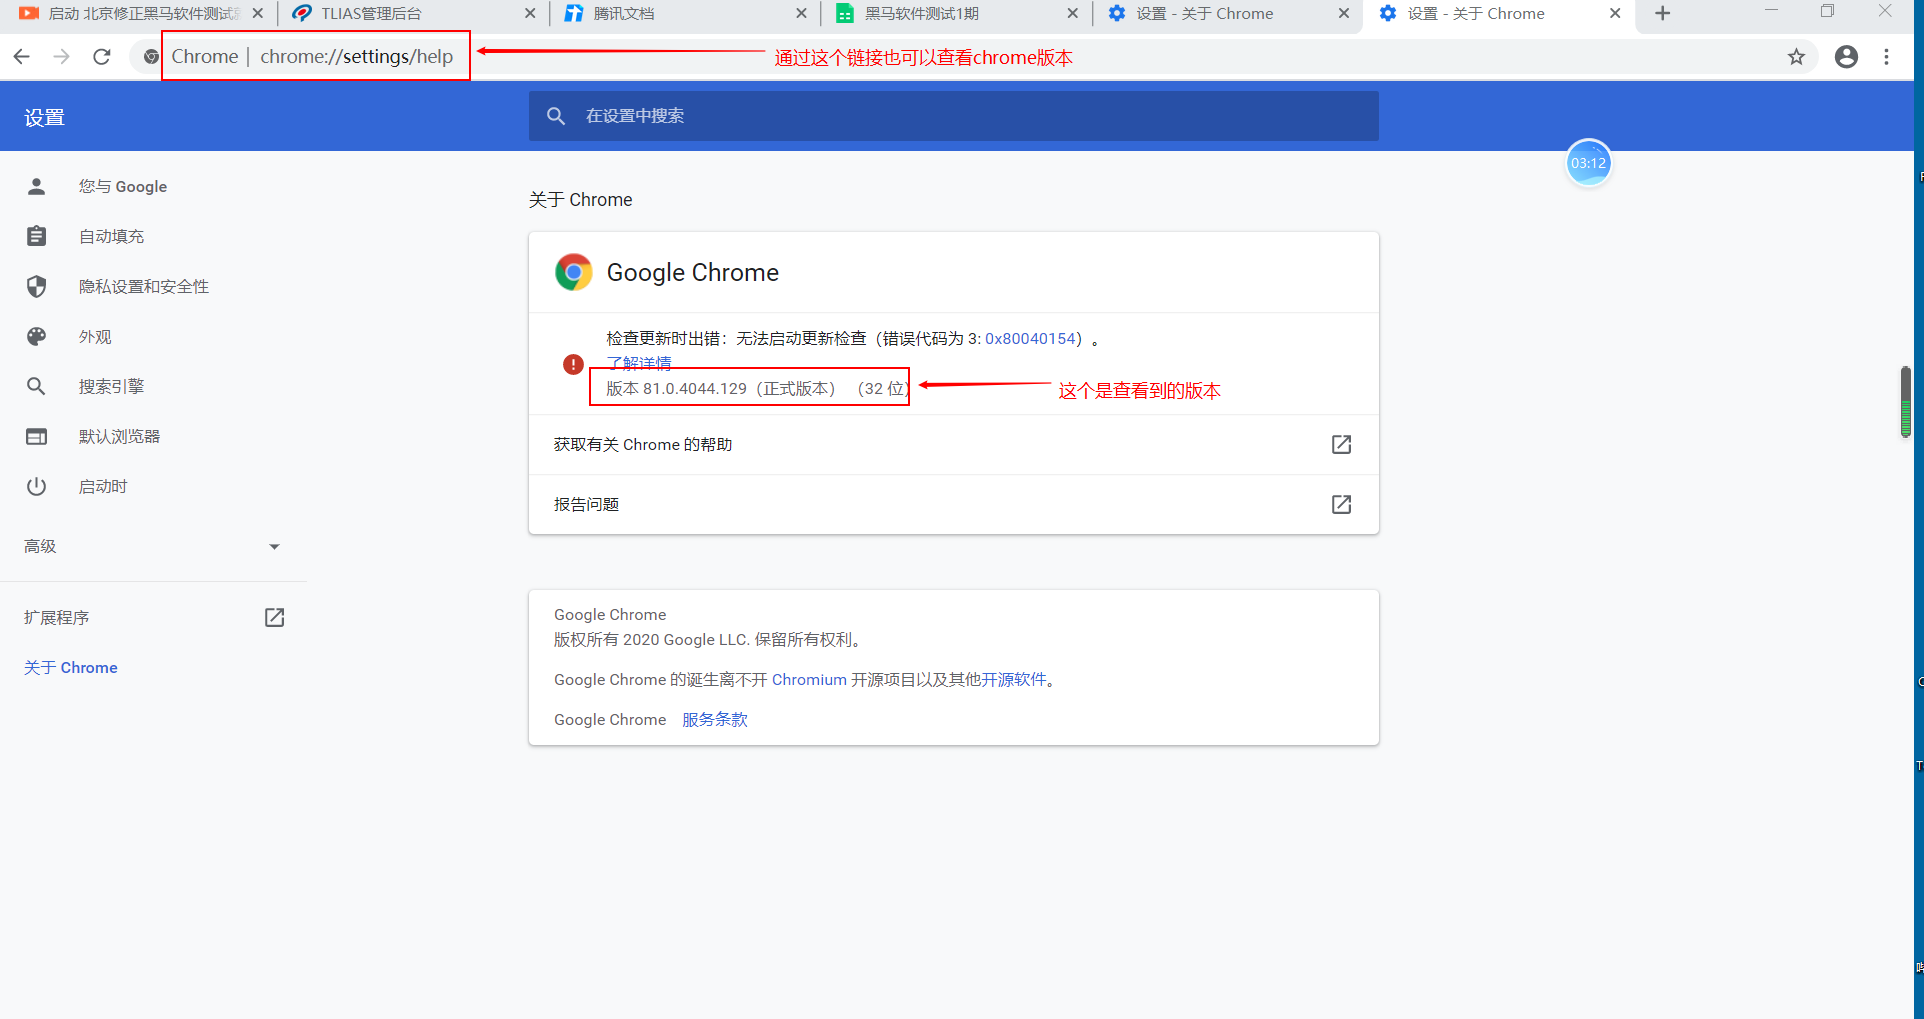 启动 北京修正黑马软件测试
TLIAS管理后台
腾讯文档
黑马软件测试1期
设置 - 关于 Chrome
设置 - 关于 Chrome
Chrome | chrome://settings/help
通过这个链接也可以查看chrome版本
设置
在设置中搜索
03:12
您与 Google
自动填充
隐私设置和安全性
外观
搜索引擎
默认浏览器
启动时
高级
扩展程序
关于 Chrome
关于 Chrome
Google Chrome
检查更新时出错：无法启动更新检查（错误代码为 3: 0x80040154）。
了解详情
版本 81.0.4044.129（正式版本） （32 位）
这个是查看到的版本
获取有关 Chrome 的帮助
报告问题
Google Chrome
版权所有 2020 Google LLC. 保留所有权利。
Google Chrome 的诞生离不开 Chromium 开源项目以及其他开源软件。
Google Chrome 服务条款